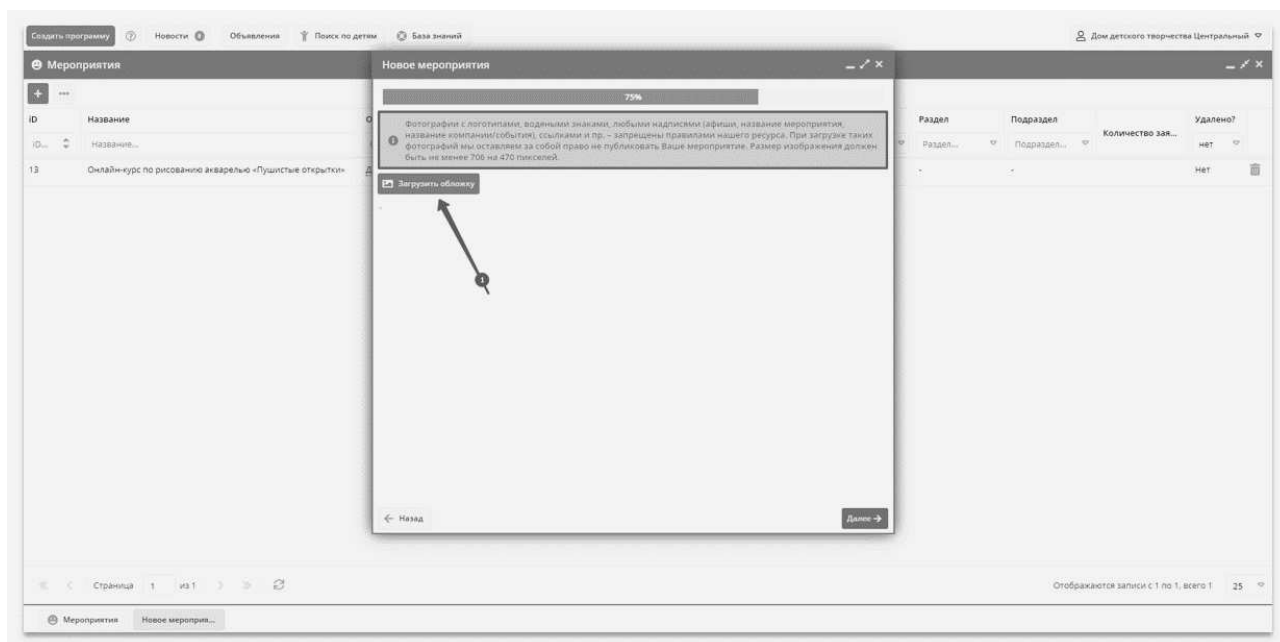 Создать программу
Новости 0
Объявления
Поиск по детям
База знаний
Дом детского творчества Центральный
Мероприятия
Новое мероприятия
75%
Фотографии с логотипами, водяными знаками, любыми надписями (афиши, название мероприятия,
название компании/события), ссылками и пр. – запрещены правилами нашего ресурса. При загрузке таких
фотографий мы оставляем за собой право не публиковать Ваше мероприятие. Размер изображения должен
быть не менее 706 на 470 пикселей.
Загрузить обложку
1
ID
Название
Раздел
Подраздел
Количество зая...
Удалено?
ID...
Название...
Раздел...
Подраздел...
нет
13
Онлайн-курс по рисованию акварелью «Пушистые открытки»
-
-
Нет
← Назад
Далее →
Страница 1 из 1
Отображаются записи с 1 по 1, всего 1
25
Мероприятия
Новое мероприя...